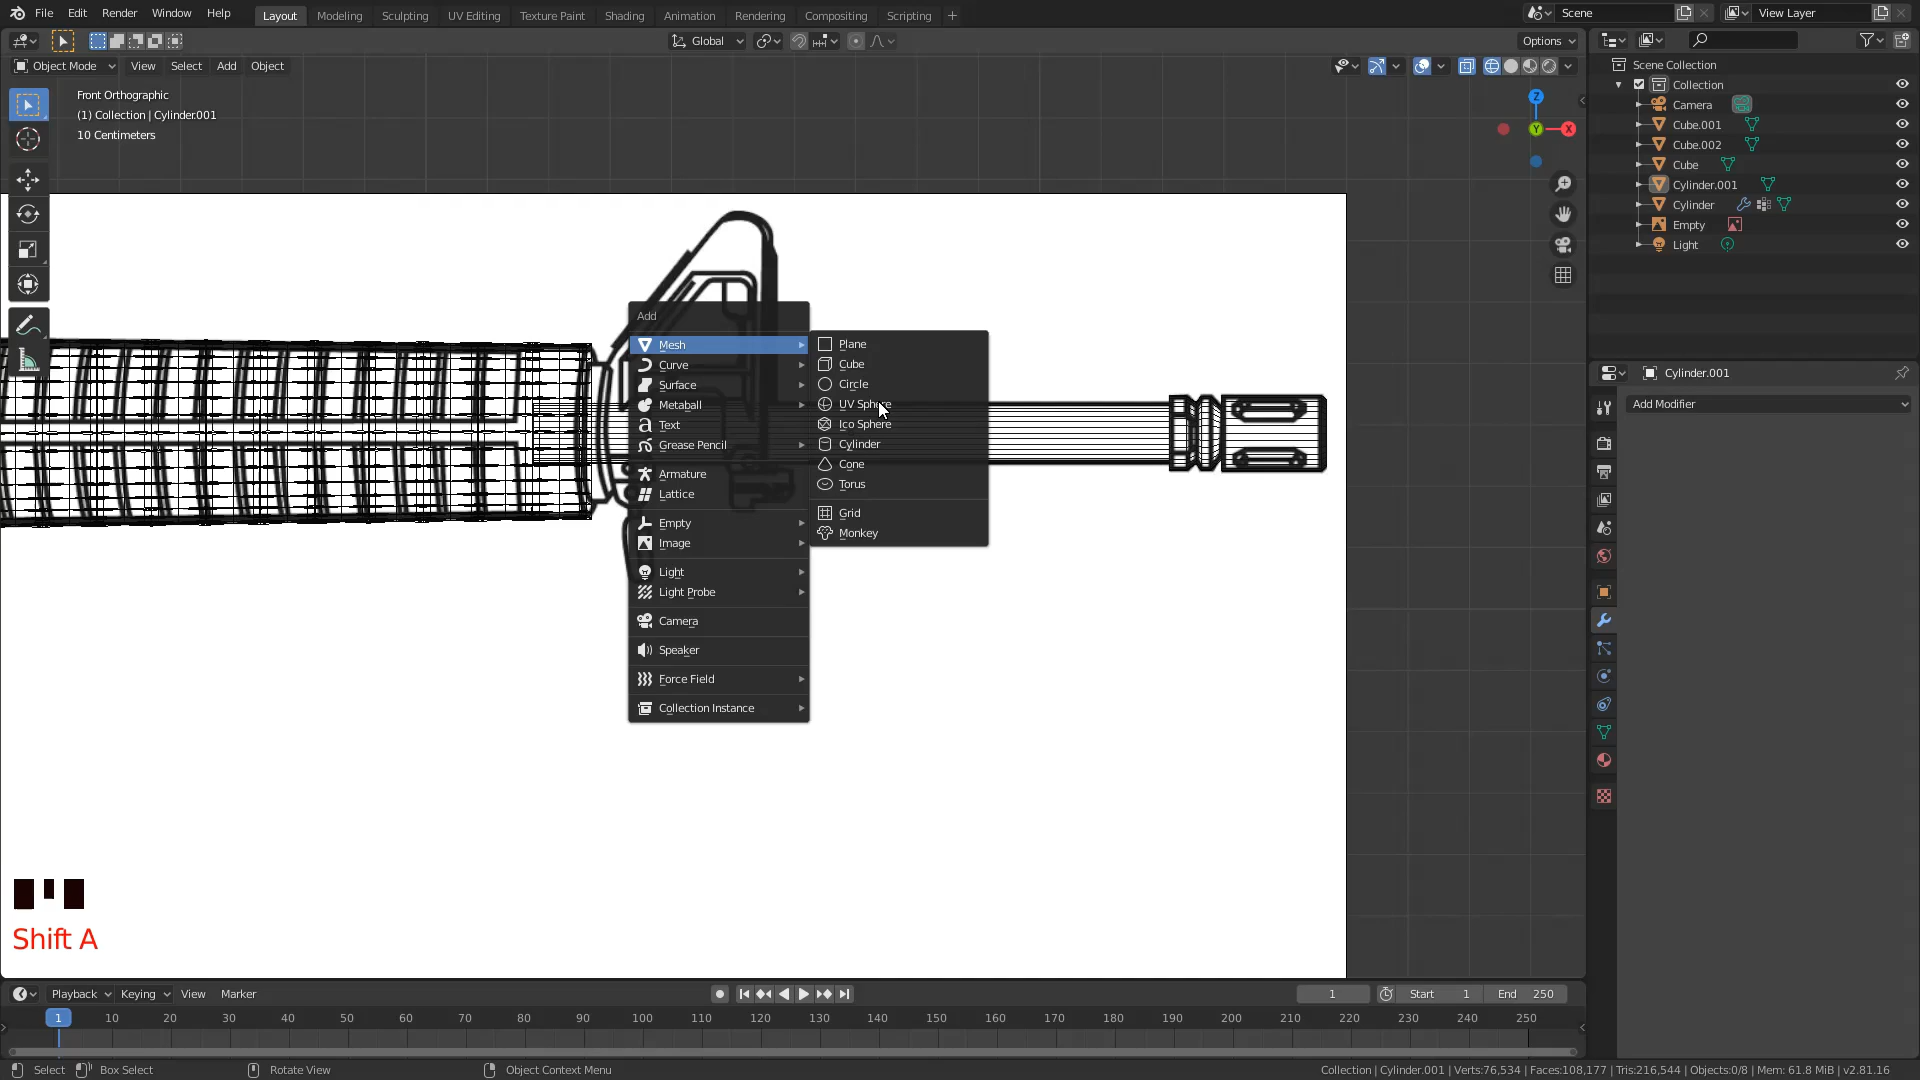 File Edit Render Window Help
Layout Modeling Sculpting UV Editing Texture Paint Shading Animation Rendering Compositing Scripting +
Scene View Layer
Global Options
Object Mode View Select Add Object
Front Orthographic
(1) Collection | Cylinder.001
10 Centimeters
Z
Y X
Scene Collection
Collection
Camera
Cube.001
Cube.002
Cube
Cylinder.001
Cylinder
Empty
Light
Cylinder.001
Add Modifier
Add
Mesh
Curve
Surface
Metaball
Text
Grease Pencil
Armature
Lattice
Empty
Image
Light
Light Probe
Camera
Speaker
Force Field
Collection Instance
Plane
Cube
Circle
UV Sphere
Ico Sphere
Cylinder
Cone
Torus
Grid
Monkey
Shift A
Playback Keying View Marker 1 Start 1 End 250
1 10 20 30 40 50 60 70 80 90 100 110 120 130 140 150 160 170 180 190 200 210 220 230 240 250
Select Box Select Rotate View Object Context Menu Collection | Cylinder.001 | Verts:76,534 | Faces:108,177 | Tris:216,544 | Objects:0/8 | Mem: 61.8 MiB | v2.81.16